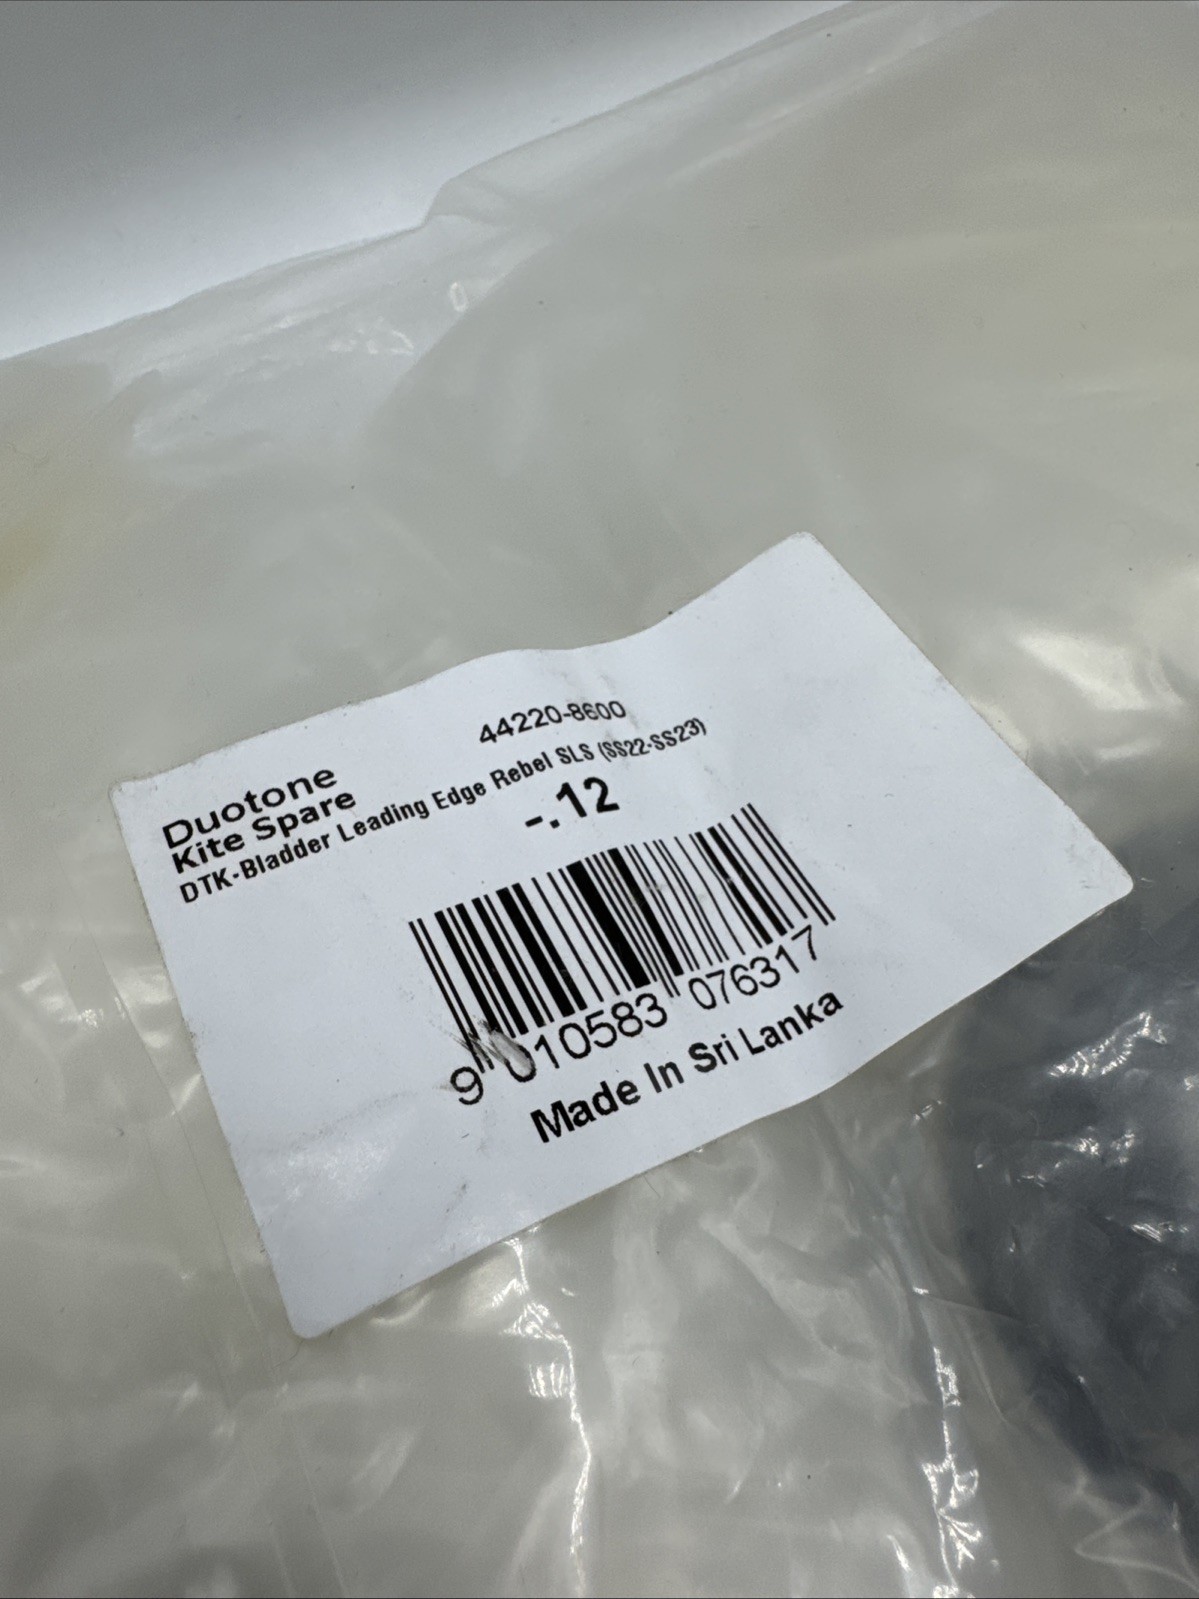 44220-8600
Duotone
Kite Spare
DTK-Bladder Leading Edge Rebel SLS (SS22-SS23)
-.12
9 010583 076317
Made In Sri Lanka